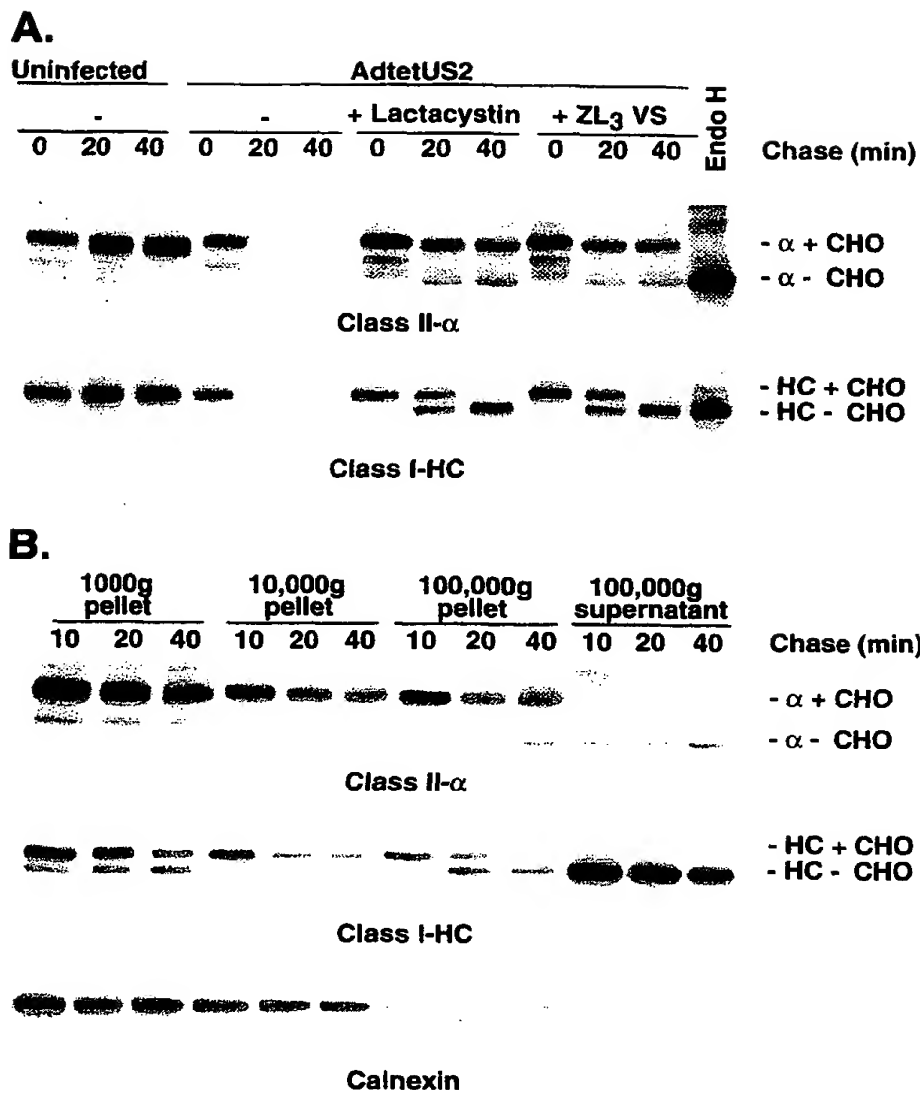 A.
Uninfected AdtetUS2
- - + Lactacystin + ZL3 VS Endo H
0 20 40 0 20 40 0 20 40 0 20 40 Chase (min)
- α + CHO
- α - CHO
Class II-α
- HC + CHO
- HC - CHO
Class I-HC
B.
1000g pellet 10,000g pellet 100,000g pellet 100,000g supernatant
10 20 40 10 20 40 10 20 40 10 20 40 Chase (min)
- α + CHO
- α - CHO
Class II-α
- HC + CHO
- HC - CHO
Class I-HC
Calnexin